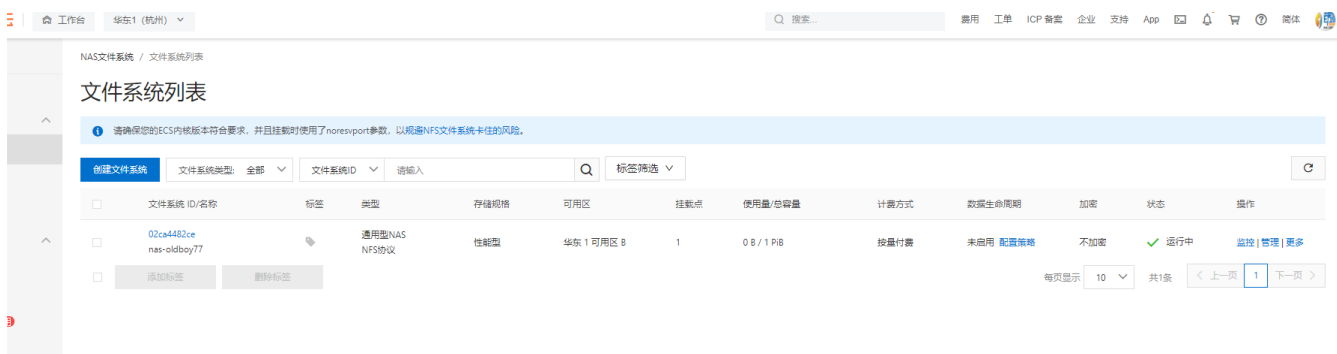 工作台 华东1（杭州） 搜索... 费用 工单 ICP 备案 企业 支持 App 简体
NAS文件系统 / 文件系统列表
文件系统列表
请确保您的ECS内核版本符合要求，并且挂载时使用了noresvport参数，以规避NFS文件系统卡住的风险。
创建文件系统 文件系统类型: 全部 文件系统ID 请输入 标签筛选
文件系统 ID/名称 标签 类型 存储规格 可用区 挂载点 使用量/总容量 计费方式 数据生命周期 加密 状态 操作
02ca4482ce 通用型NAS
nas-oldboy77 NFS协议 性能型 华东 1 可用区 B 1 0 B / 1 PiB 按量付费 未启用 配置策略 不加密 运行中 监控 | 管理 | 更多
添加标签 删除标签 每页显示 10 共1条 上一页 1 下一页